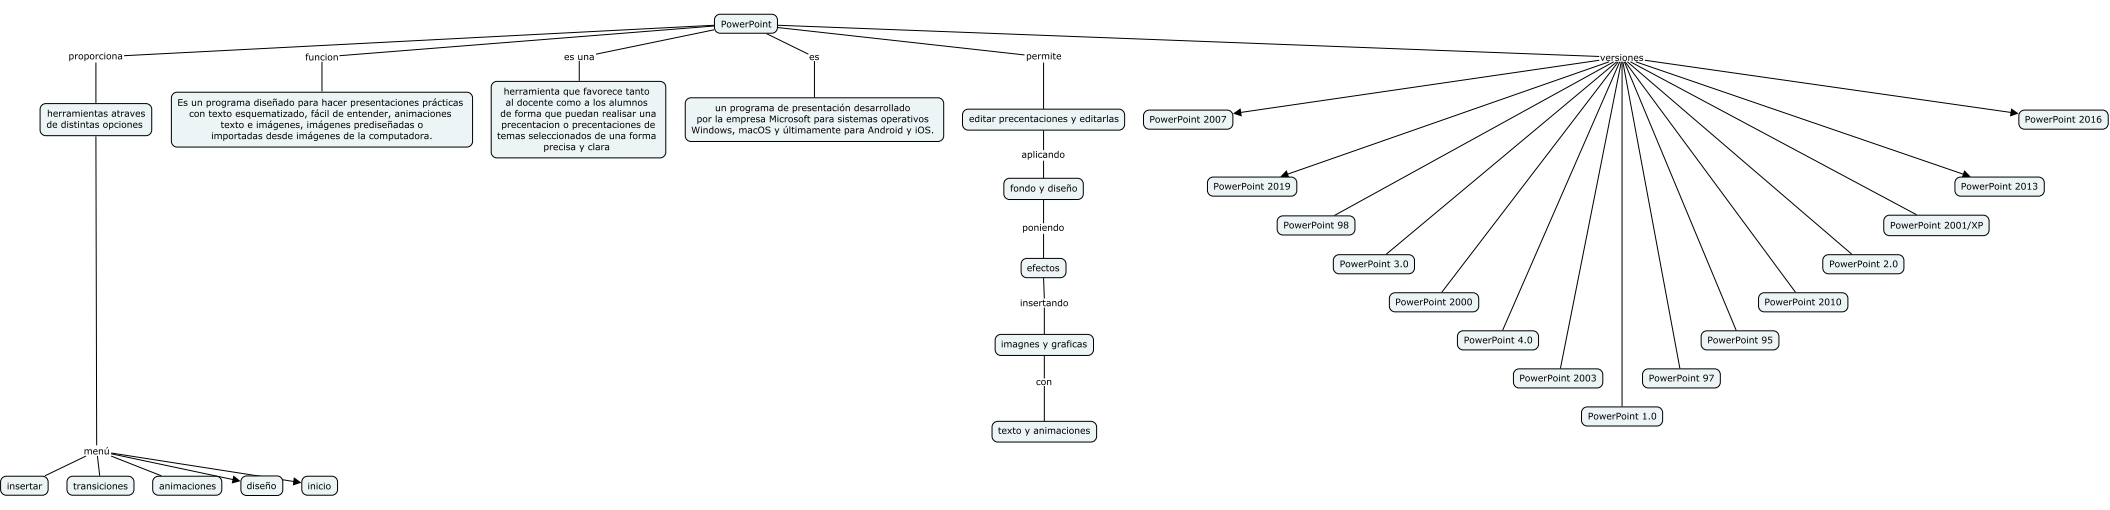 PowerPoint
proporciona
funcion
es una
es
permite
versiones
herramientas atraves
de distintas opciones
Es un programa diseñado para hacer presentaciones prácticas
con texto esquematizado, fácil de entender, animaciones
texto e imágenes, imágenes prediseñadas o
importadas desde imágenes de la computadora.
herramienta que favorece tanto
al docente como a los alumnos
de forma que puedan realisar una
precentacion o precentaciones de
temas seleccionados de una forma
precisa y clara
un programa de presentación desarrollado
por la empresa Microsoft para sistemas operativos
Windows, macOS y últimamente para Android y iOS.
editar precentaciones y editarlas
aplicando
fondo y diseño
poniendo
efectos
insertando
imagnes y graficas
con
texto y animaciones
PowerPoint 2007
PowerPoint 2016
PowerPoint 2019
PowerPoint 2013
PowerPoint 98
PowerPoint 2001/XP
PowerPoint 3.0
PowerPoint 2.0
PowerPoint 2000
PowerPoint 2010
PowerPoint 4.0
PowerPoint 95
PowerPoint 2003
PowerPoint 97
PowerPoint 1.0
menú
insertar
transiciones
animaciones
diseño
inicio